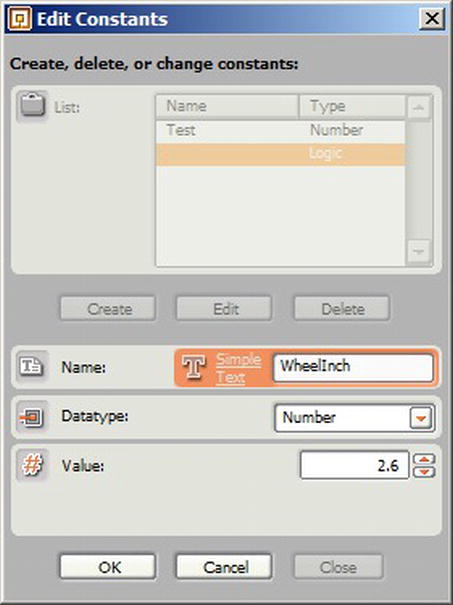 Edit Constants
Create, delete, or change constants:
List:
Name Type
Test Number
Logic
Create Edit Delete
Name: Simple Text WheelInch
Datatype: Number
Value: 2.6
OK Cancel Close